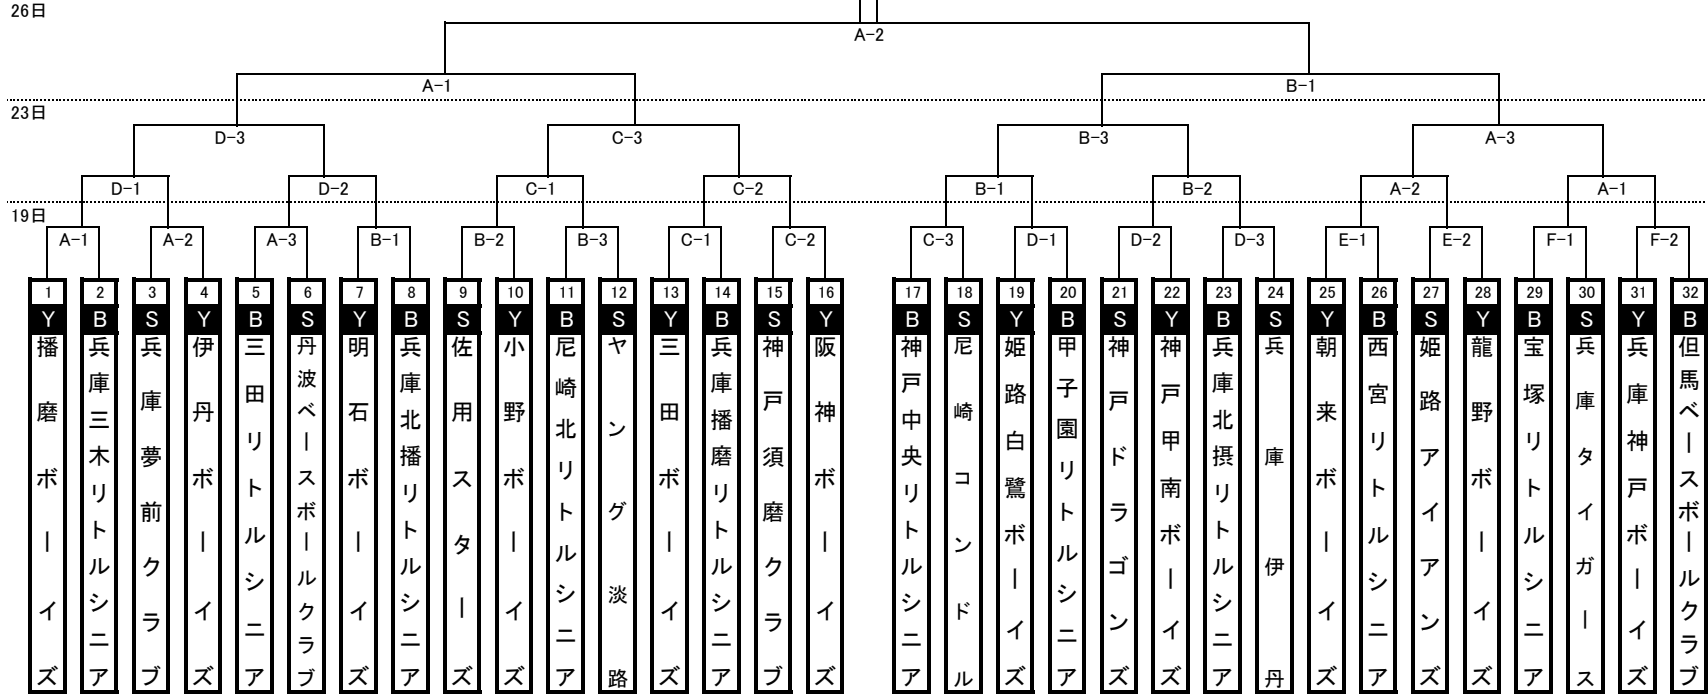 26日
A-2
A-1 B-1
23日
D-3 C-3 B-3 A-3
D-1 D-2 C-1 C-2 B-1 B-2 A-2 A-1
19日
A-1 A-2 A-3 B-1 B-2 B-3 C-1 C-2 C-3 D-1 D-2 D-3 E-1 E-2 F-1 F-2
1 Y 播磨ボーイズ
2 B 兵庫三木リトルシニア
3 S 兵庫夢前クラブ
4 Y 伊丹ボーイズ
5 B 三田リトルシニア
6 S 丹波ベースボールクラブ
7 Y 明石ボーイズ
8 B 兵庫北播リトルシニア
9 S 佐用スターズ
10 Y 小野ボーイズ
11 B 尼崎北リトルシニア
12 S ヤング淡路
13 Y 三田ボーイズ
14 B 兵庫播磨リトルシニア
15 S 神戸須磨クラブ
16 Y 阪神ボーイズ
17 B 神戸中央リトルシニア
18 S 尼崎コンドル
19 Y 姫路白鷺ボーイズ
20 B 甲子園リトルシニア
21 S 神戸ドラゴンズ
22 Y 神戸甲南ボーイズ
23 B 兵庫北摂リトルシニア
24 S 兵庫伊丹
25 Y 朝来ボーイズ
26 B 西宮リトルシニア
27 S 姫路アイアンズ
28 Y 龍野ボーイズ
29 B 宝塚リトルシニア
30 S 兵庫タイガース
31 Y 兵庫神戸ボーイズ
32 B 但馬ベースボールクラブ